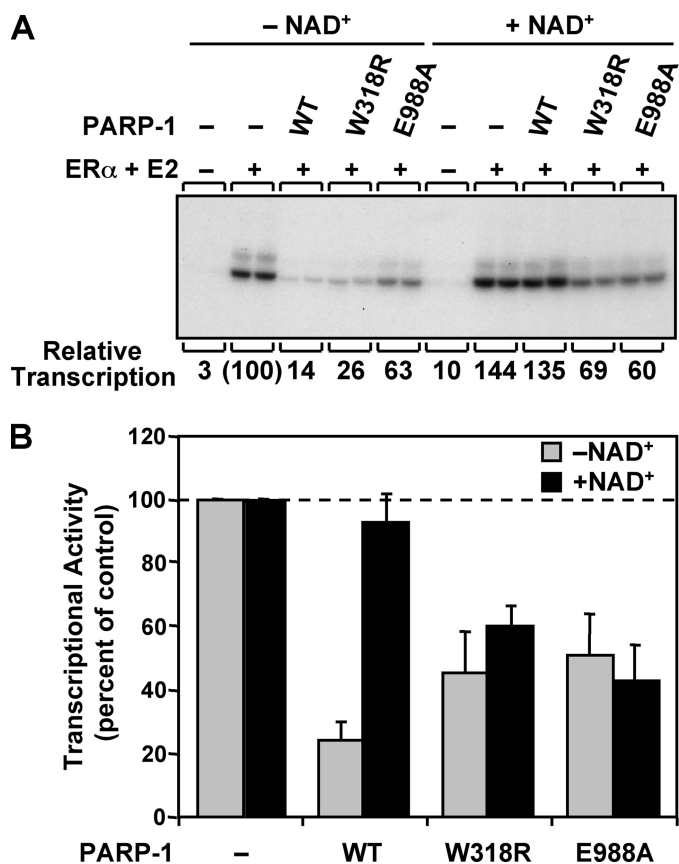 A
– NAD+ + NAD+
PARP-1 – – WT W318R E988A – – WT W318R E988A
ERα + E2 – + + + + – + + + +
Relative Transcription 3 (100) 14 26 63 10 144 135 69 60
B
120
100
80
60
40
20
0
Transcriptional Activity
(percent of control)
–NAD+
+NAD+
PARP-1 – WT W318R E988A